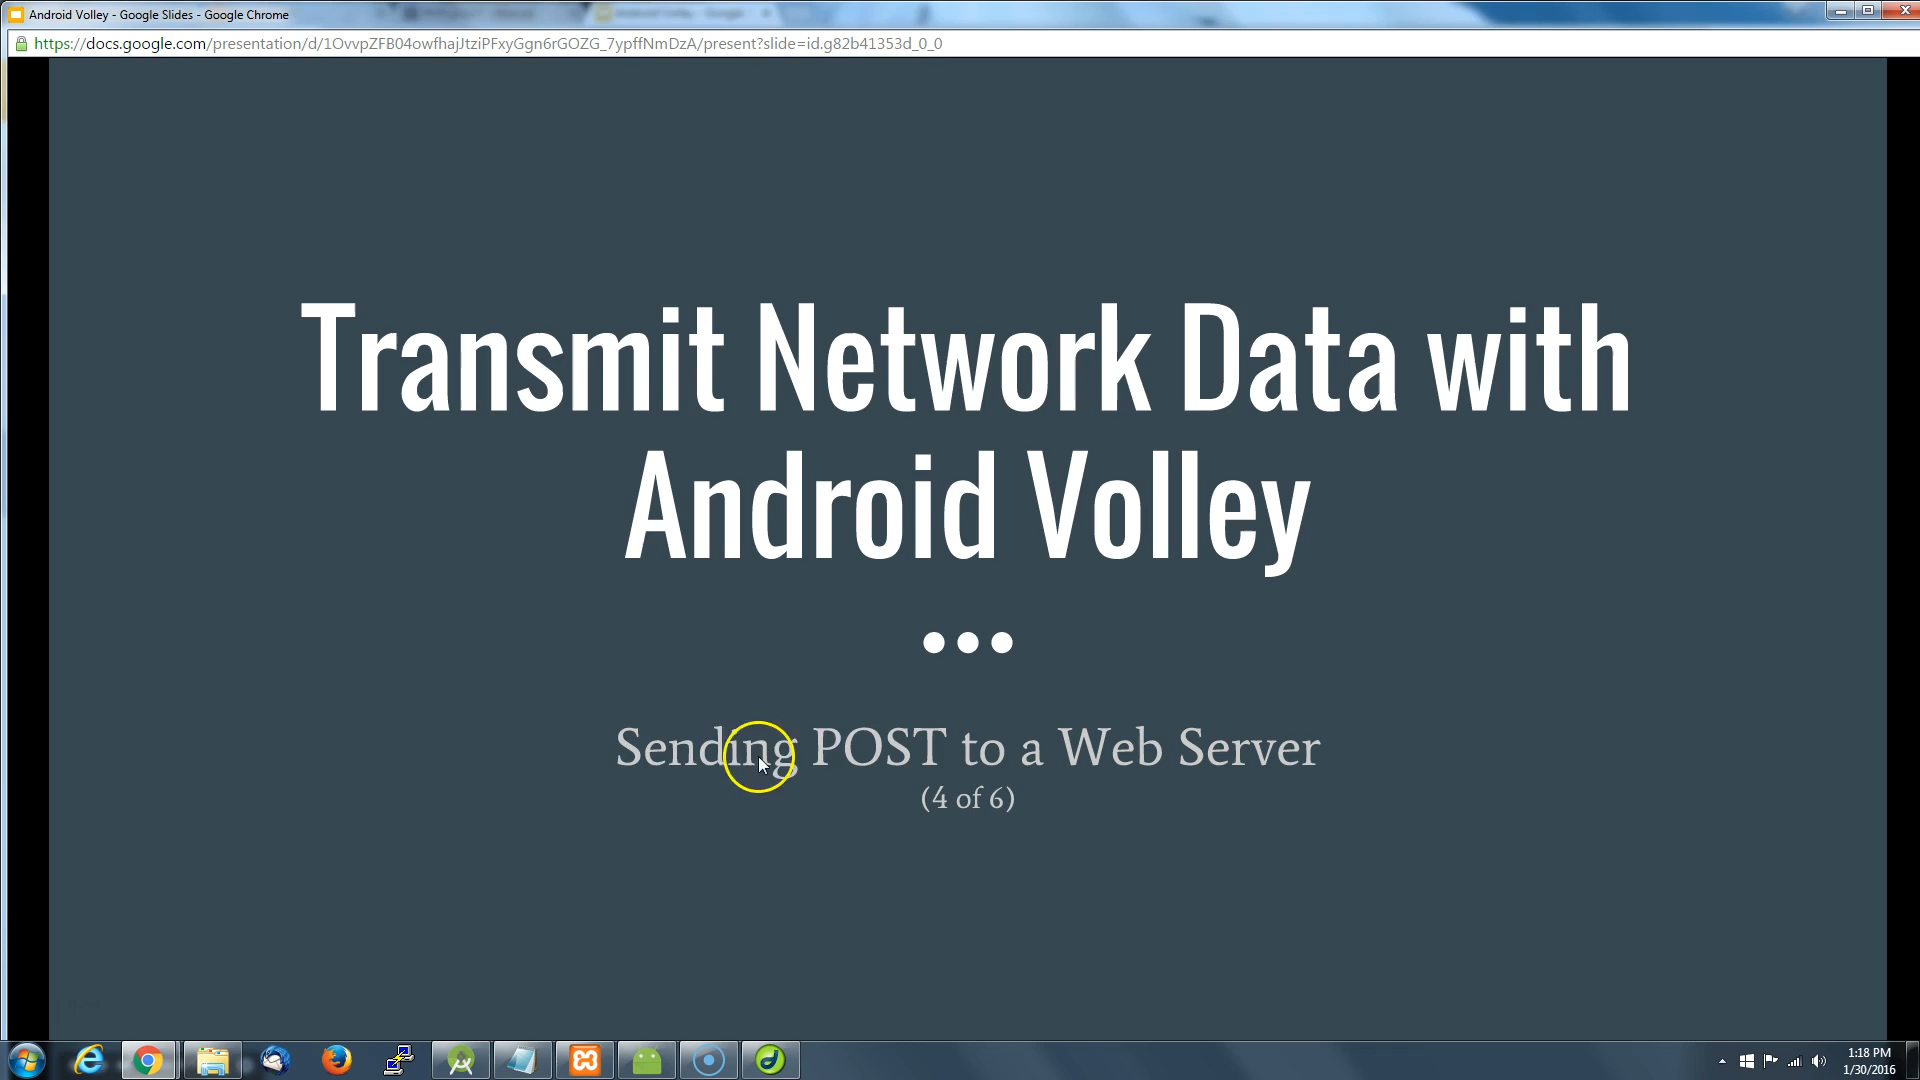 Android Volley - Google Slides - Google Chrome
https://docs.google.com/presentation/d/1OvvpZFB04owfhajJtziPFxyGgn6rGOZG_7ypffNmDzA/present?slide=id.g82b41353d_0_0
Transmit Network Data with
Android Volley
Sending POST to a Web Server
(4 of 6)
1:18 PM
1/30/2016